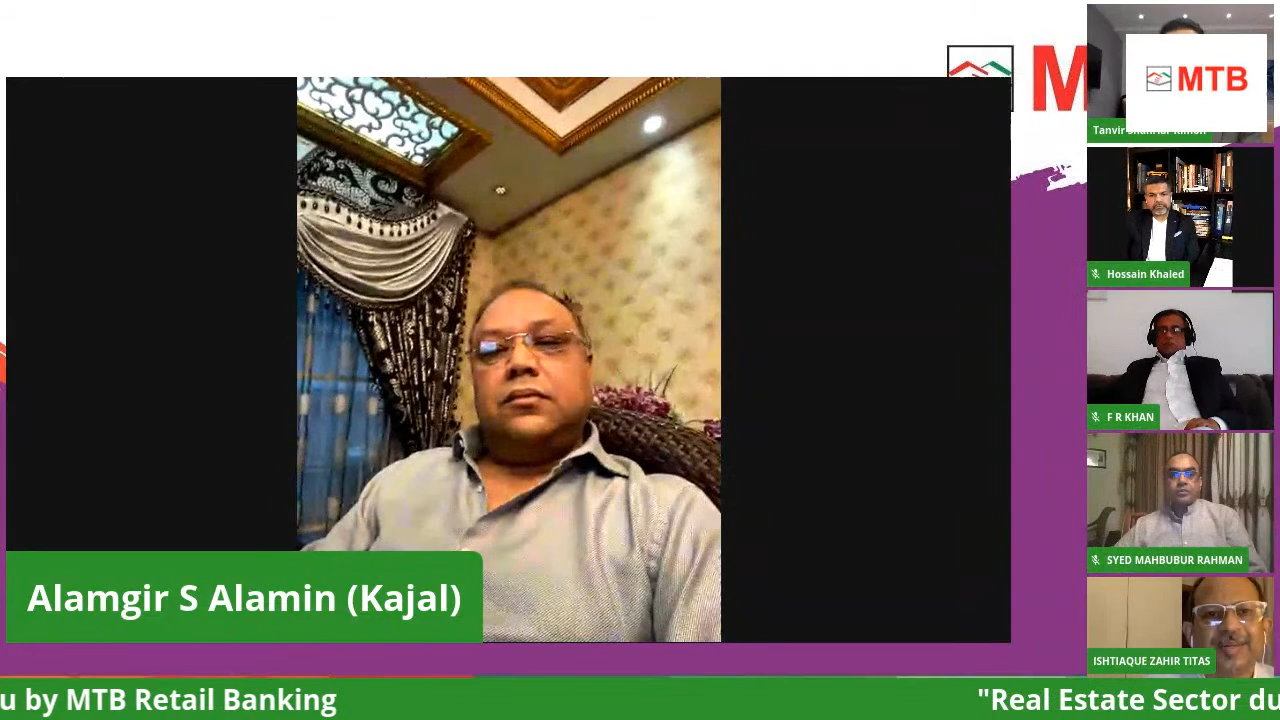 M
MTB
Tanvir
Hossain Khaled
F R KHAN
SYED MAHBUBUR RAHMAN
ISHTIAQUE ZAHIR TITAS
Alamgir S Alamin (Kajal)
u by MTB Retail Banking
"Real Estate Sector du